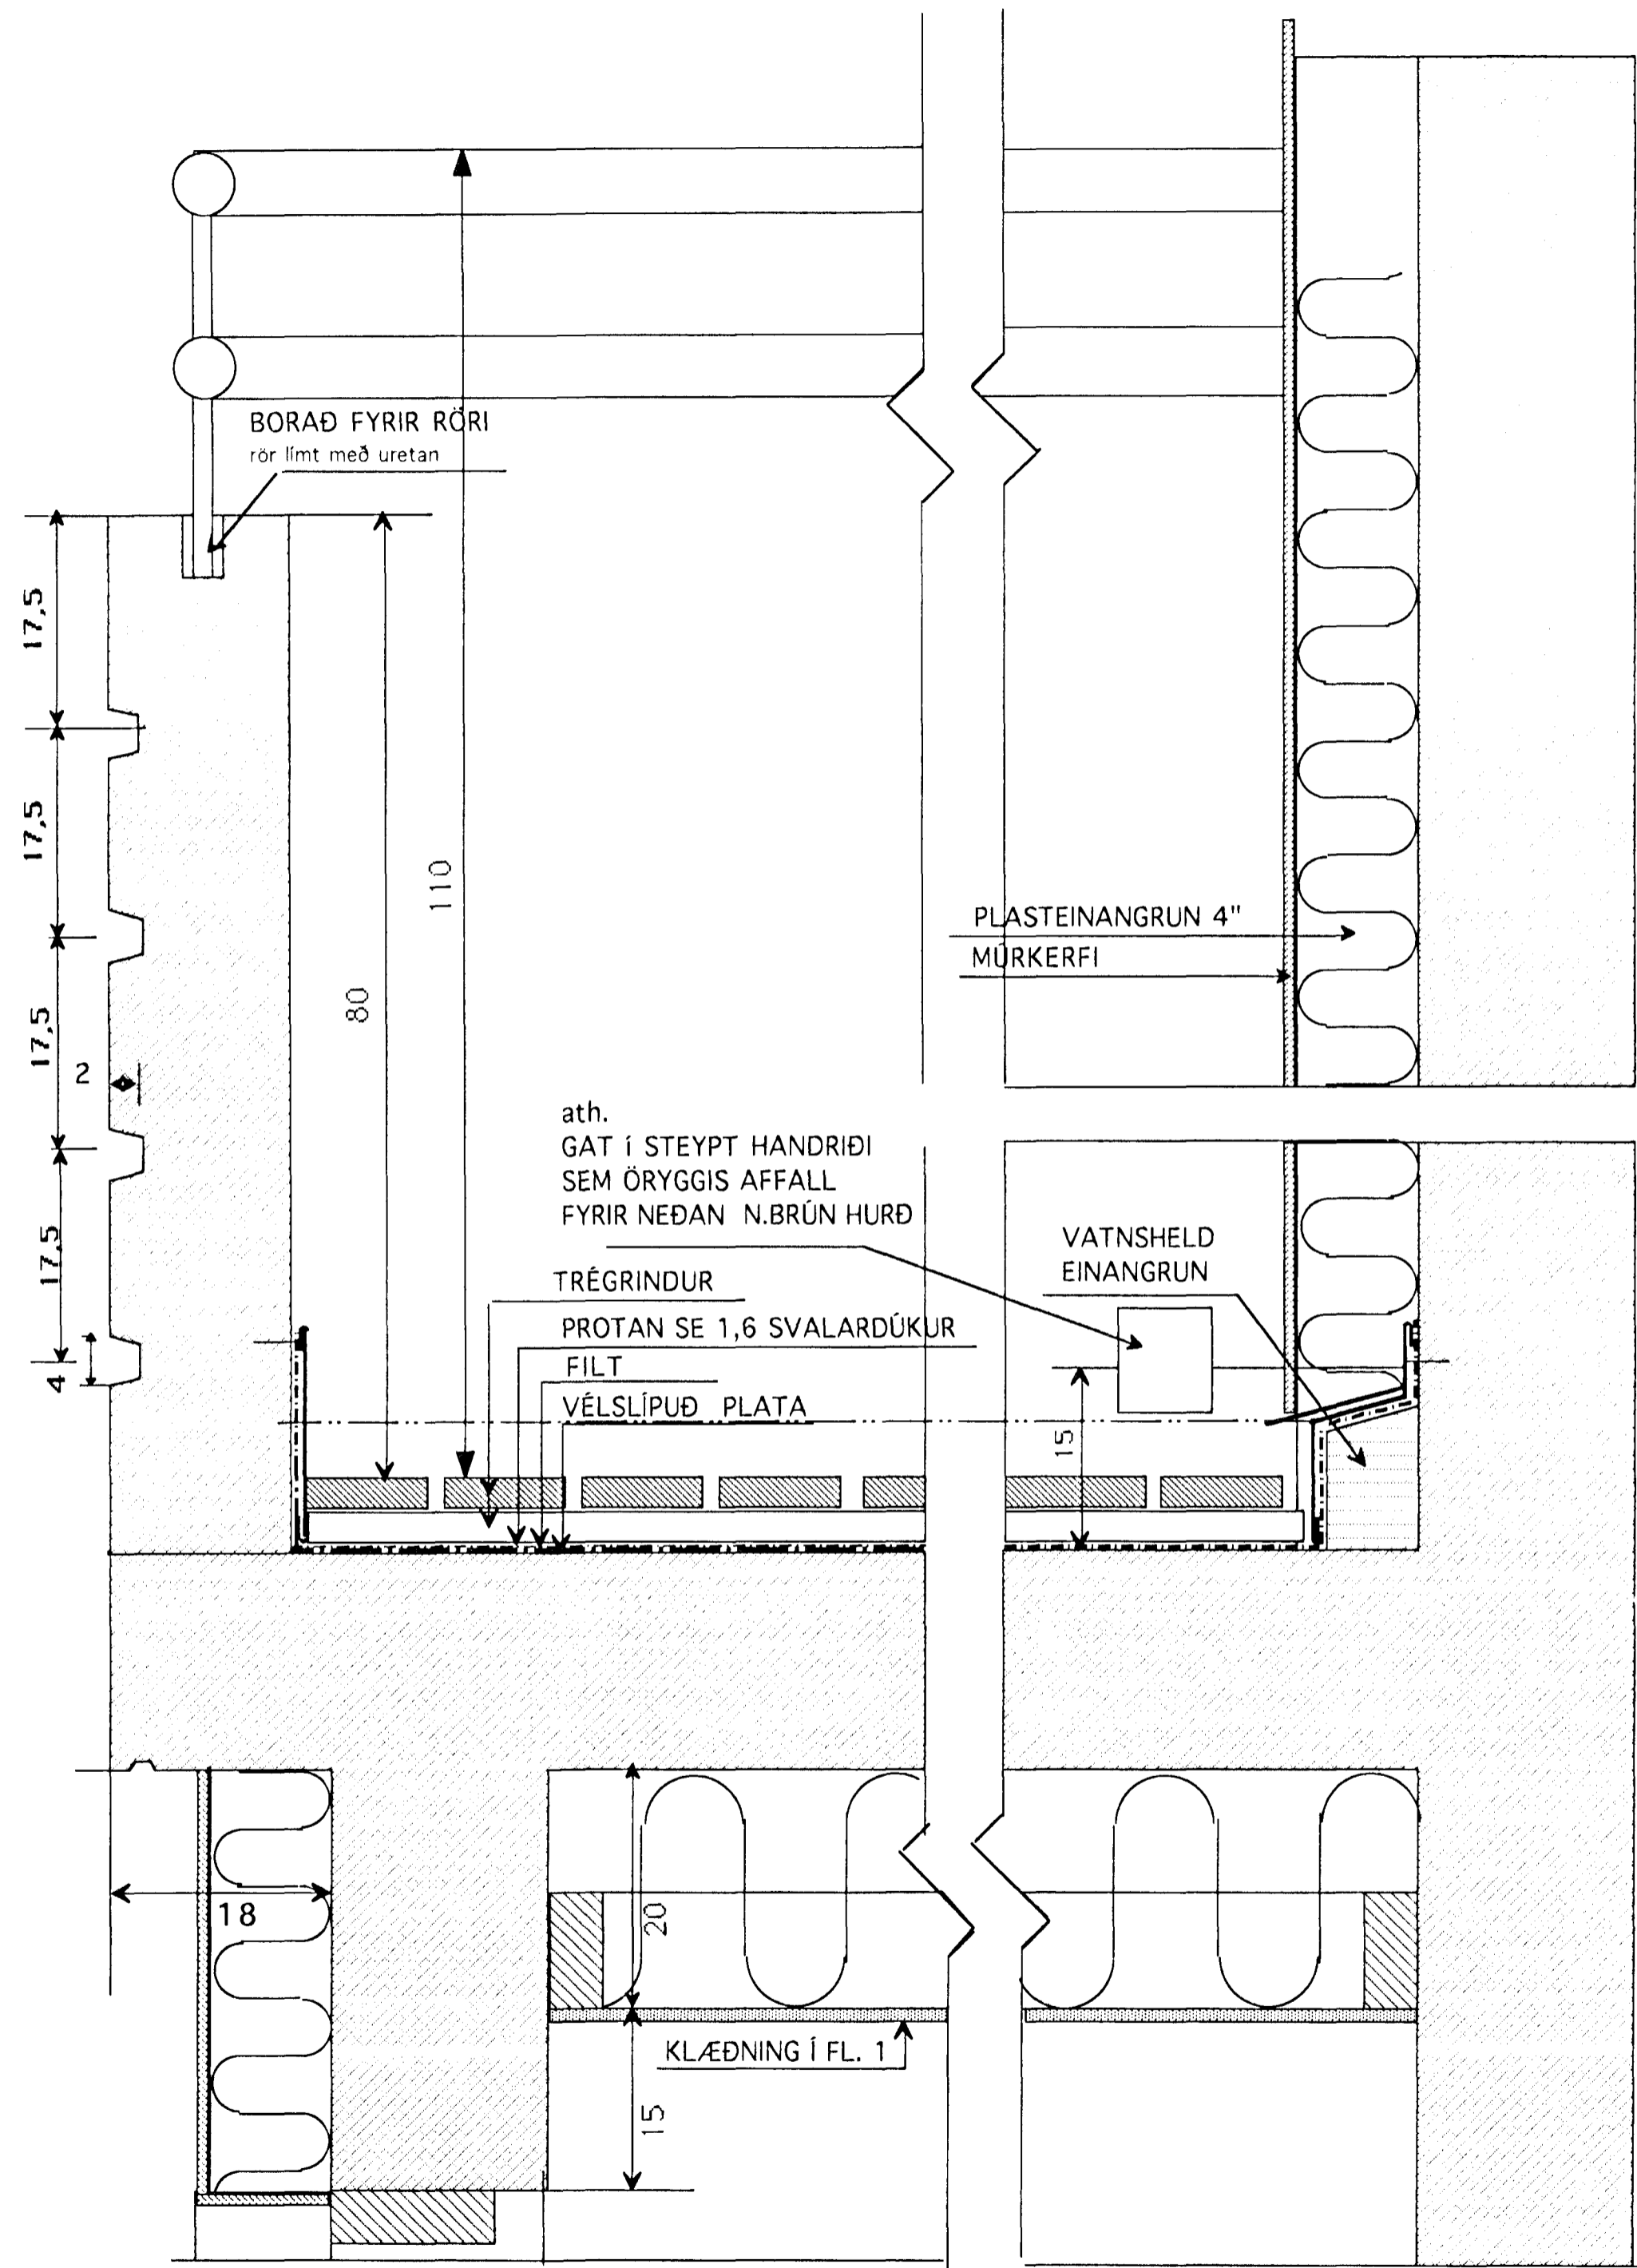 BORAÐ FYRIR RÖRI
rör límt með uretan
17,5
17,5
17,5
17,5
2
4
80
110
PLASTEINANGRUN 4"
MÚRKERFI
ath.
GAT Í STEYPT HANDRIÐI
SEM ÖRYGGIS AFFALL
FYRIR NEÐAN N.BRÚN HURÐ
VATNSHELD
EINANGRUN
TRÉGRINDUR
PROTAN SE 1,6 SVALARDÚKUR
FILT
VÉLSLÍPUÐ PLATA
15
18
20
KLÆÐNING Í FL. 1
15